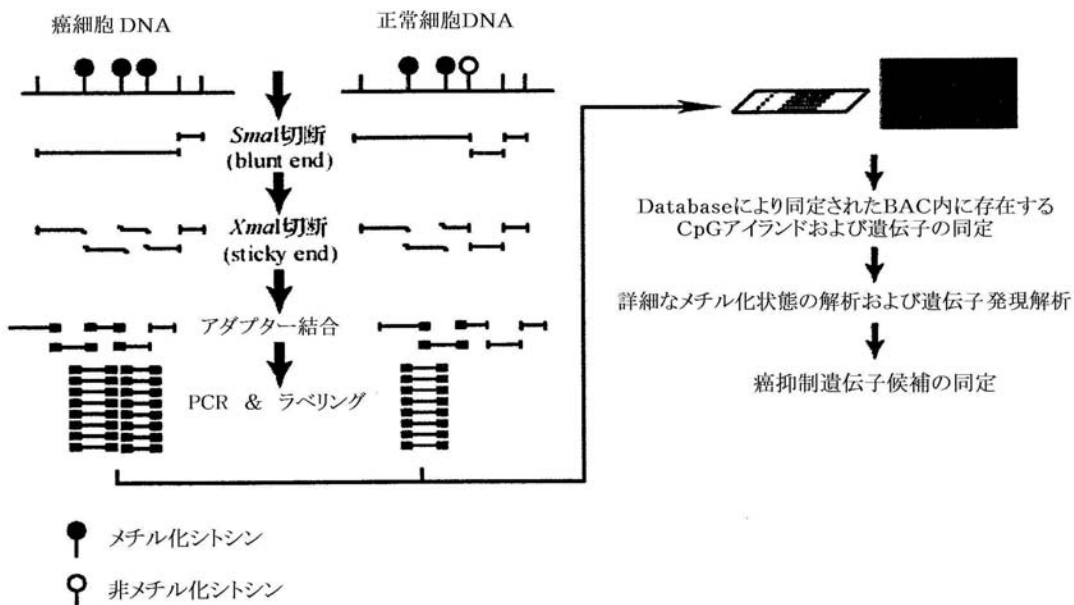 癌細胞DNA
正常細胞DNA
SmaI切断
(blunt end)
XmaI切断
(sticky end)
アダプター結合
PCR & ラベリング
メチル化シトシン
非メチル化シトシン
Databaseにより同定されたBAC内に存在する
CpGアイランドおよび遺伝子の同定
詳細なメチル化状態の解析および遺伝子発現解析
癌抑制遺伝子候補の同定